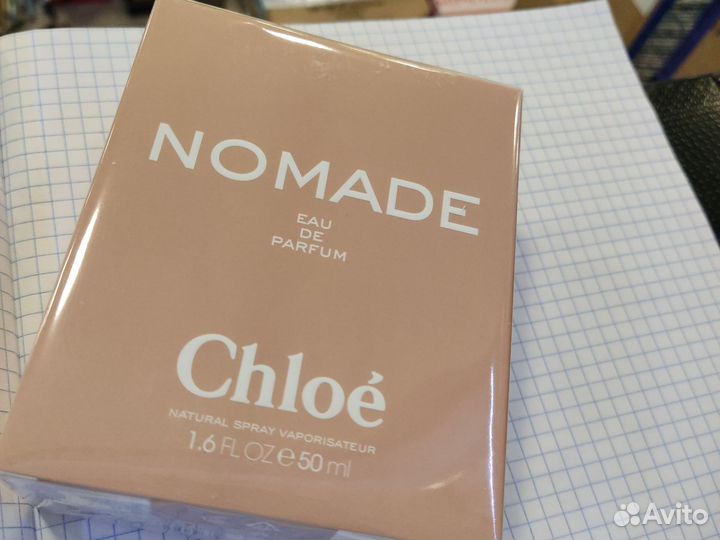 NOMADE
EAU
DE
PARFUM
Chloé
NATURAL SPRAY VAPORISATEUR
1.6 FL OZ ℮ 50 ml
Avito